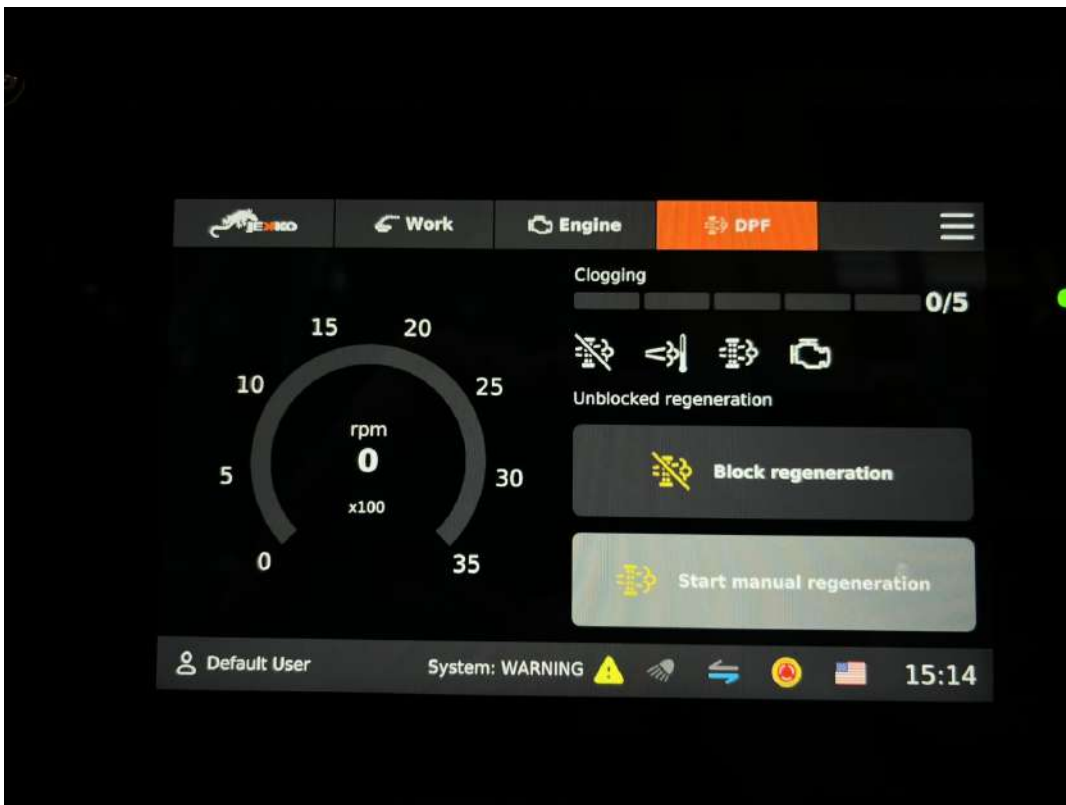 JEXKO
Work
Engine
DPF
Clogging
0/5
Unblocked regeneration
Block regeneration
Start manual regeneration
15
20
10
25
rpm
0
5
30
x100
0
35
Default User
System: WARNING
15:14